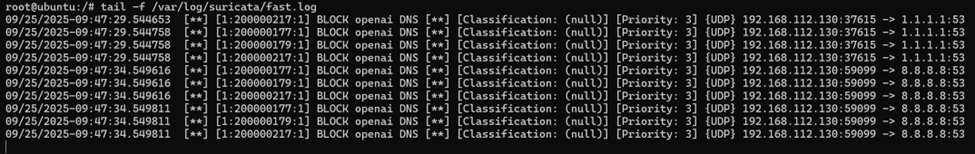 root@ubuntu:/# tail -f /var/log/suricata/fast.log
09/25/2025-09:47:29.544653  [**] [1:200000217:1] BLOCK openai DNS [**] [Classification: (null)] [Priority: 3] {UDP} 192.168.112.130:37615 -> 1.1.1.1:53
09/25/2025-09:47:29.544758  [**] [1:200000177:1] BLOCK openai DNS [**] [Classification: (null)] [Priority: 3] {UDP} 192.168.112.130:37615 -> 1.1.1.1:53
09/25/2025-09:47:29.544758  [**] [1:200000179:1] BLOCK openai DNS [**] [Classification: (null)] [Priority: 3] {UDP} 192.168.112.130:37615 -> 1.1.1.1:53
09/25/2025-09:47:29.544758  [**] [1:200000217:1] BLOCK openai DNS [**] [Classification: (null)] [Priority: 3] {UDP} 192.168.112.130:37615 -> 1.1.1.1:53
09/25/2025-09:47:34.549616  [**] [1:200000177:1] BLOCK openai DNS [**] [Classification: (null)] [Priority: 3] {UDP} 192.168.112.130:59099 -> 8.8.8.8:53
09/25/2025-09:47:34.549616  [**] [1:200000179:1] BLOCK openai DNS [**] [Classification: (null)] [Priority: 3] {UDP} 192.168.112.130:59099 -> 8.8.8.8:53
09/25/2025-09:47:34.549616  [**] [1:200000217:1] BLOCK openai DNS [**] [Classification: (null)] [Priority: 3] {UDP} 192.168.112.130:59099 -> 8.8.8.8:53
09/25/2025-09:47:34.549811  [**] [1:200000177:1] BLOCK openai DNS [**] [Classification: (null)] [Priority: 3] {UDP} 192.168.112.130:59099 -> 8.8.8.8:53
09/25/2025-09:47:34.549811  [**] [1:200000179:1] BLOCK openai DNS [**] [Classification: (null)] [Priority: 3] {UDP} 192.168.112.130:59099 -> 8.8.8.8:53
09/25/2025-09:47:34.549811  [**] [1:200000217:1] BLOCK openai DNS [**] [Classification: (null)] [Priority: 3] {UDP} 192.168.112.130:59099 -> 8.8.8.8:53